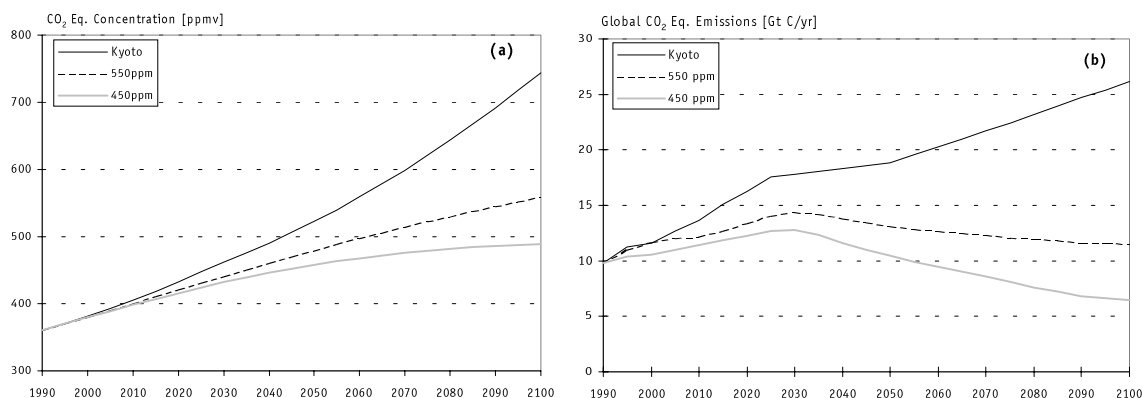 CO2 Eq. Concentration [ppmv]
800
700
600
500
400
300
Kyoto
550ppm
450ppm
(a)
1990 2000 2010 2020 2030 2040 2050 2060 2070 2080 2090 2100
Global CO2 Eq. Emissions [Gt C/yr]
30
25
20
15
10
5
0
Kyoto
550 ppm
450 ppm
(b)
1990 2000 2010 2020 2030 2040 2050 2060 2070 2080 2090 2100